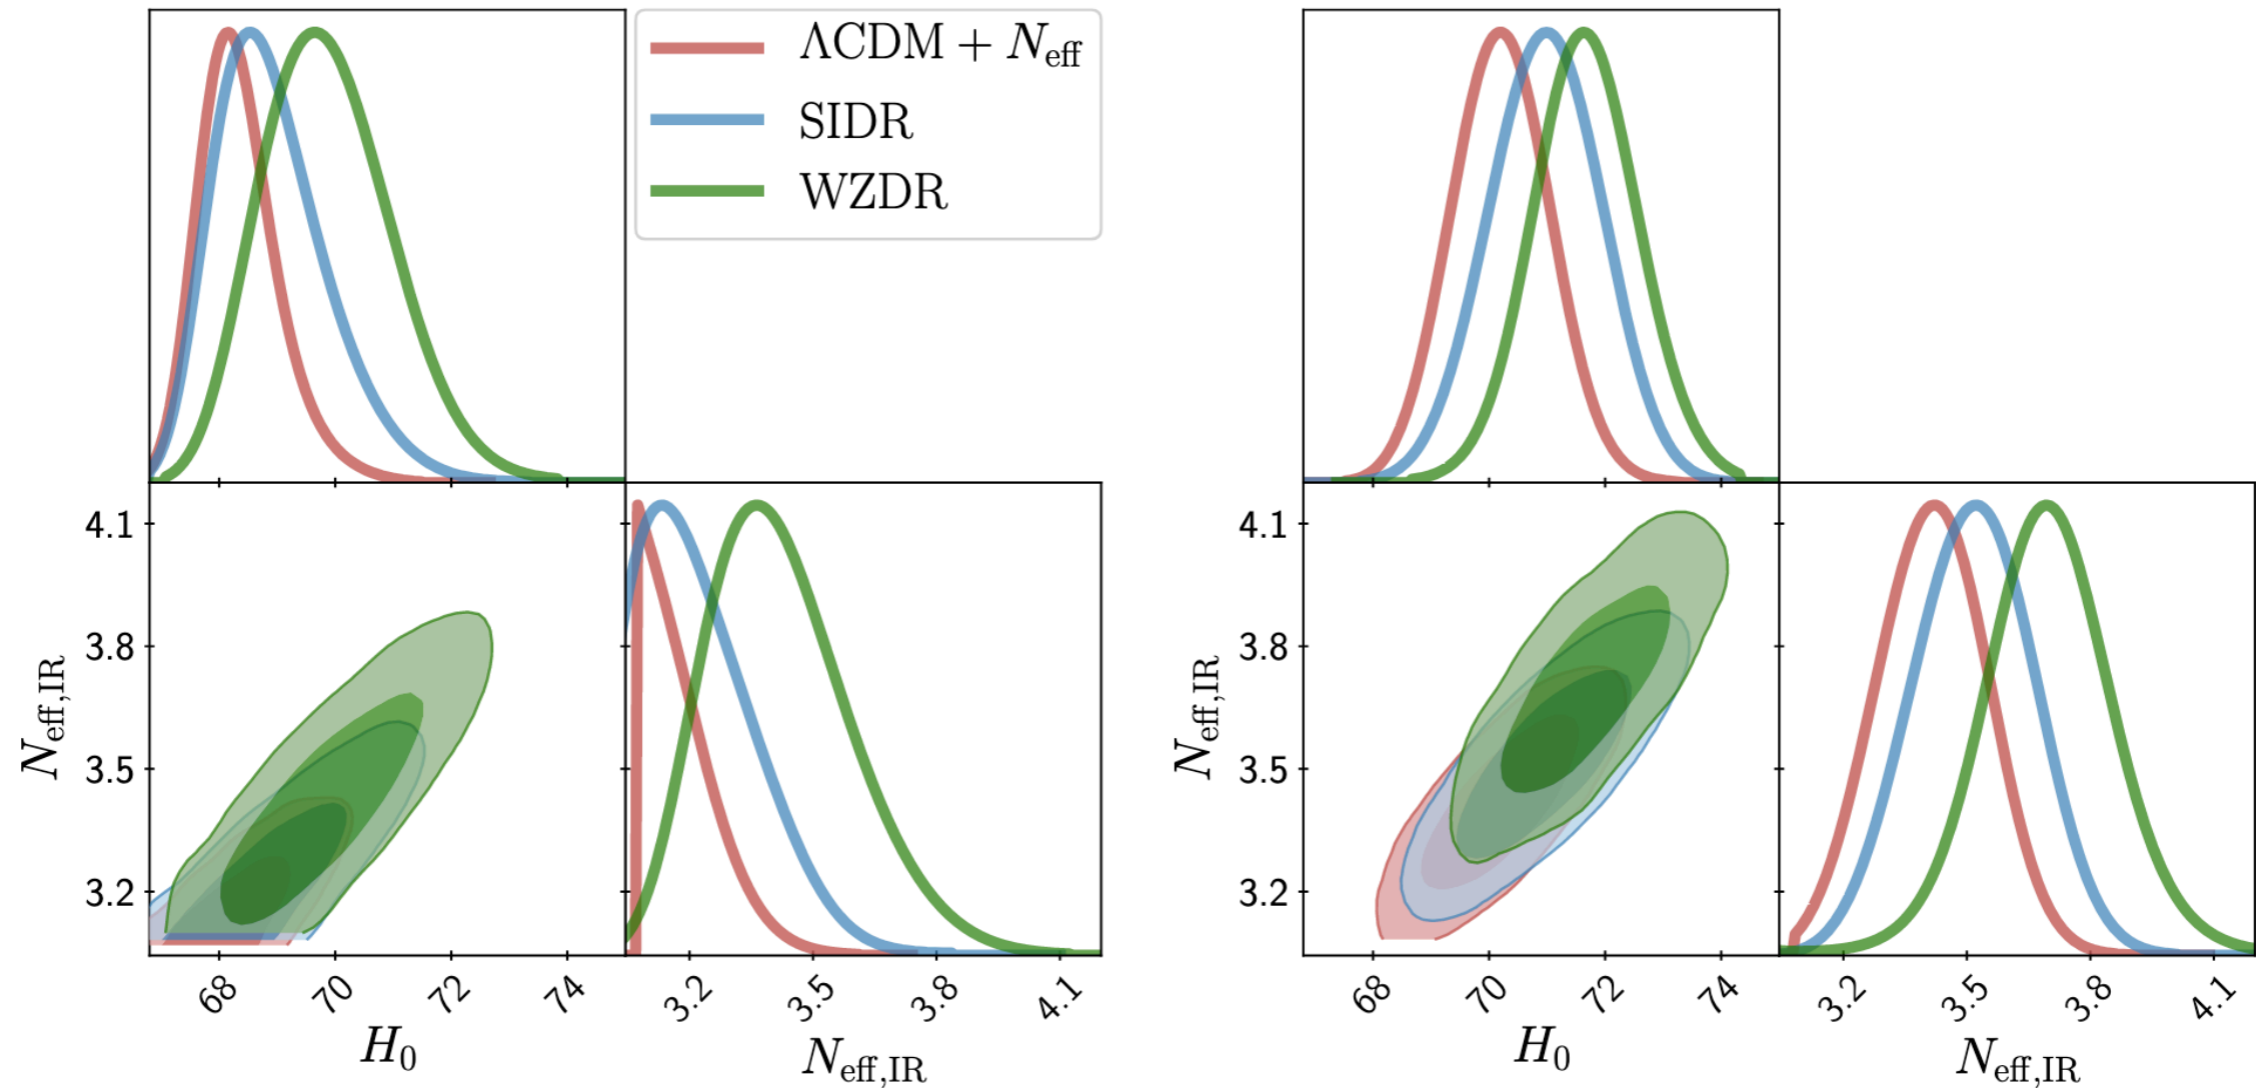 ΛCDM + N_eff
SIDR
WZDR
4.1
3.8
3.5
3.2
N_eff,IR
68 70 72 74
H_0
3.2 3.5 3.8 4.1
N_eff,IR
4.1
3.8
3.5
3.2
N_eff,IR
68 70 72 74
H_0
3.2 3.5 3.8 4.1
N_eff,IR